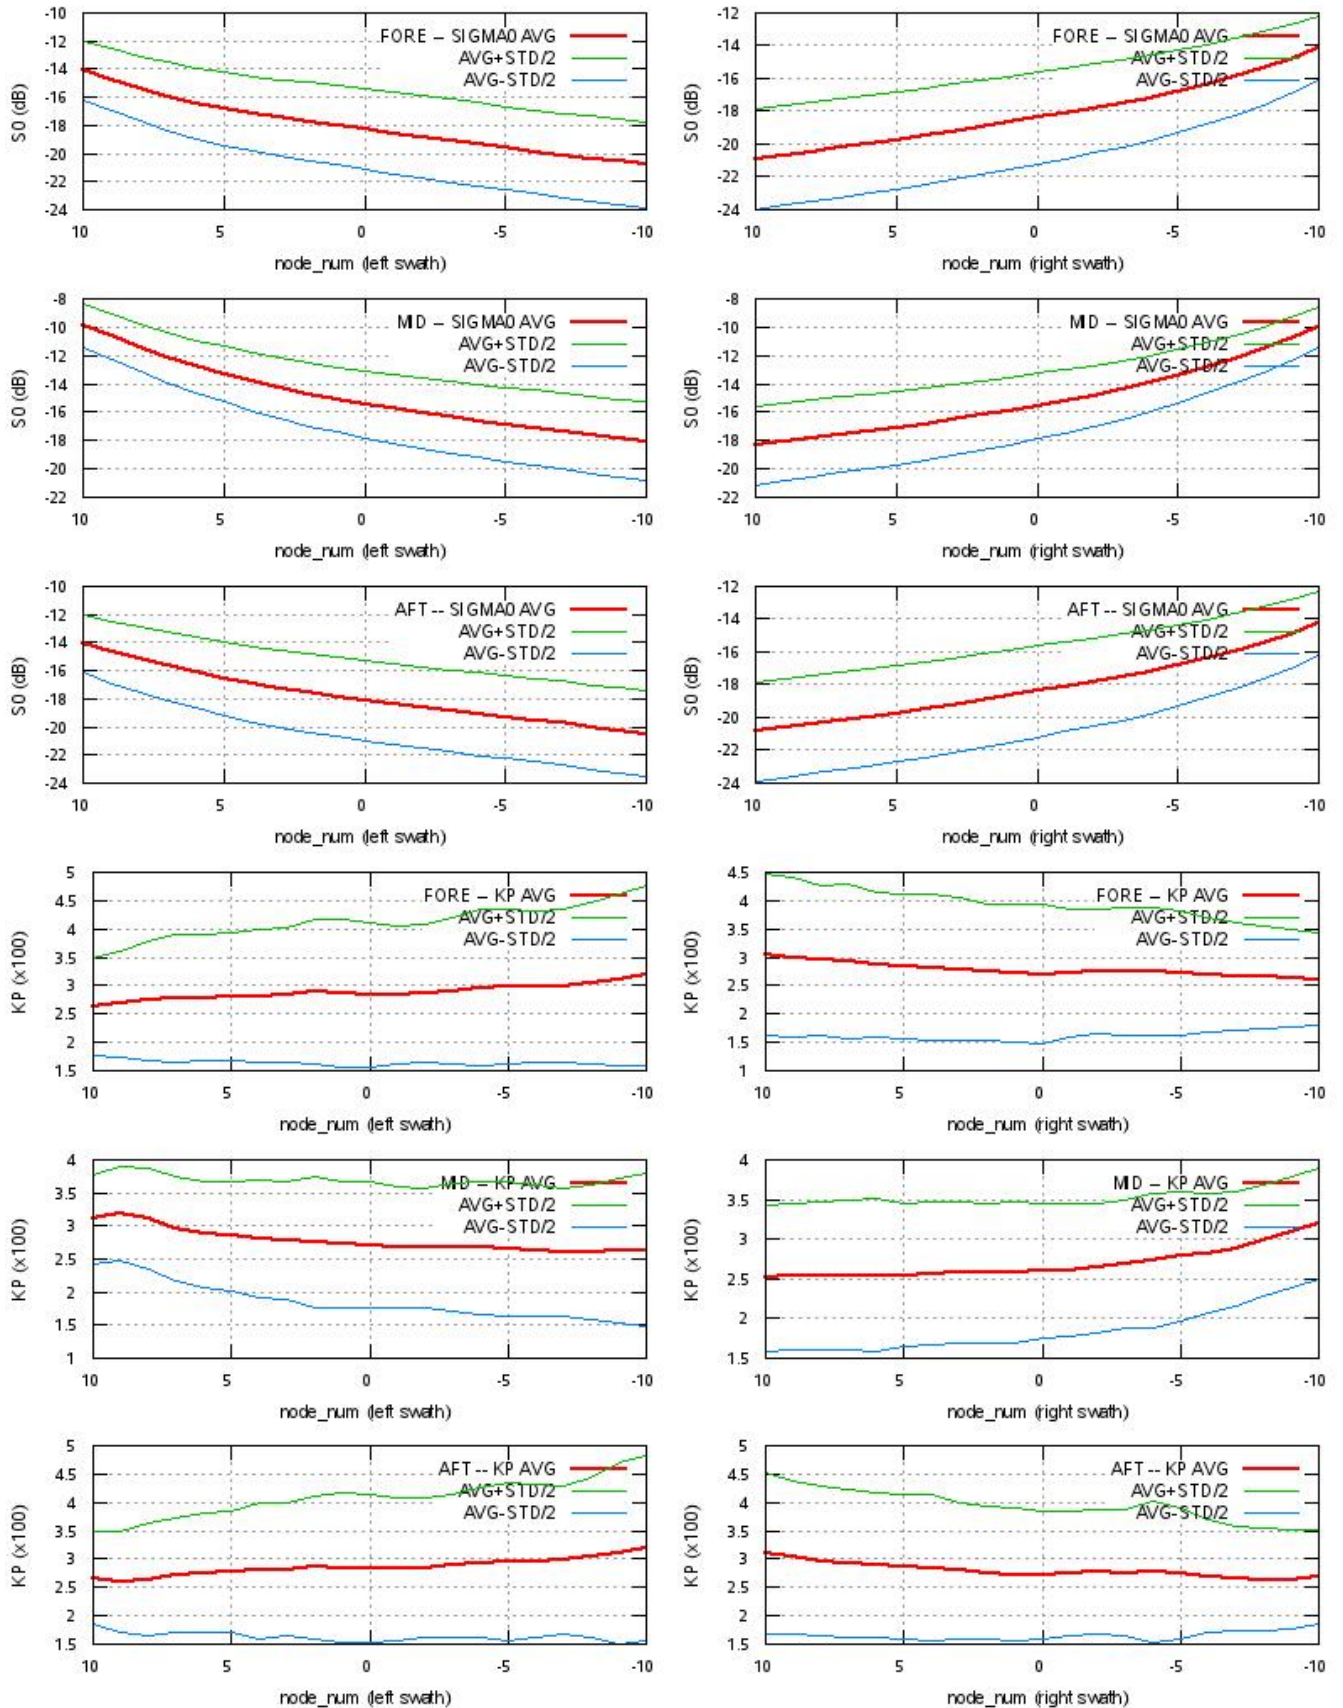 -10
-12
-14
-16
-18
-20
-22
-24
S0 (dB)
FORE – SIGMA0 AVG
AVG+STD/2
AVG-STD/2
10 5 0 -5 -10
node_num (left swath)
-12
-14
-16
-18
-20
-22
-24
S0 (dB)
FORE – SIGMA0 AVG
AVG+STD/2
AVG-STD/2
10 5 0 -5 -10
node_num (right swath)
-8
-10
-12
-14
-16
-18
-20
-22
S0 (dB)
MID – SIGMA0 AVG
AVG+STD/2
AVG-STD/2
10 5 0 -5 -10
node_num (left swath)
-8
-10
-12
-14
-16
-18
-20
-22
S0 (dB)
MID – SIGMA0 AVG
AVG+STD/2
AVG-STD/2
10 5 0 -5 -10
node_num (right swath)
-10
-12
-14
-16
-18
-20
-22
-24
S0 (dB)
AFT -- SIGMA0 AVG
AVG+STD/2
AVG-STD/2
10 5 0 -5 -10
node_num (left swath)
-12
-14
-16
-18
-20
-22
-24
S0 (dB)
AFT -- SIGMA0 AVG
AVG+STD/2
AVG-STD/2
10 5 0 -5 -10
node_num (right swath)
5
4.5
4
3.5
3
2.5
2
1.5
KP (x100)
FORE – KP AVG
AVG+STD/2
AVG-STD/2
10 5 0 -5 -10
node_num (left swath)
4.5
4
3.5
3
2.5
2
1.5
1
KP (x100)
FORE – KP AVG
AVG+STD/2
AVG-STD/2
10 5 0 -5 -10
node_num (right swath)
4
3.5
3
2.5
2
1.5
1
KP (x100)
MID – KP AVG
AVG+STD/2
AVG-STD/2
10 5 0 -5 -10
node_num (left swath)
4
3.5
3
2.5
2
1.5
KP (x100)
MID – KP AVG
AVG+STD/2
AVG-STD/2
10 5 0 -5 -10
node_num (right swath)
5
4.5
4
3.5
3
2.5
2
1.5
KP (x100)
AFT -- KP AVG
AVG+STD/2
AVG-STD/2
10 5 0 -5 -10
node_num (left swath)
5
4.5
4
3.5
3
2.5
2
1.5
KP (x100)
AFT -- KP AVG
AVG+STD/2
AVG-STD/2
10 5 0 -5 -10
node_num (right swath)